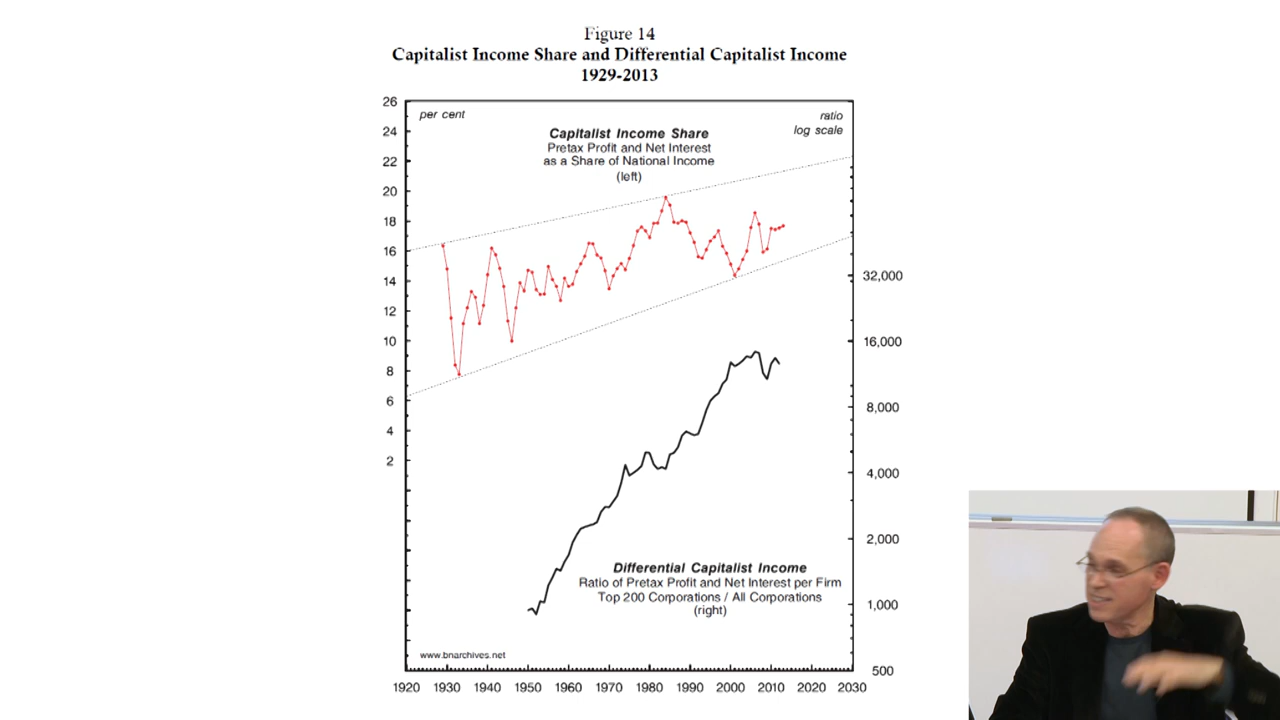 Figure 14
Capitalist Income Share and Differential Capitalist Income
1929-2013
per cent
ratio
log scale
Capitalist Income Share
Pretax Profit and Net Interest
as a Share of National Income
(left)
26
24
22
20
18
16
14
12
10
8
6
4
2
32,000
16,000
8,000
4,000
2,000
1,000
500
Differential Capitalist Income
Ratio of Pretax Profit and Net Interest per Firm
Top 200 Corporations / All Corporations
(right)
www.bnarchives.net
1920 1930 1940 1950 1960 1970 1980 1990 2000 2010 2020 2030